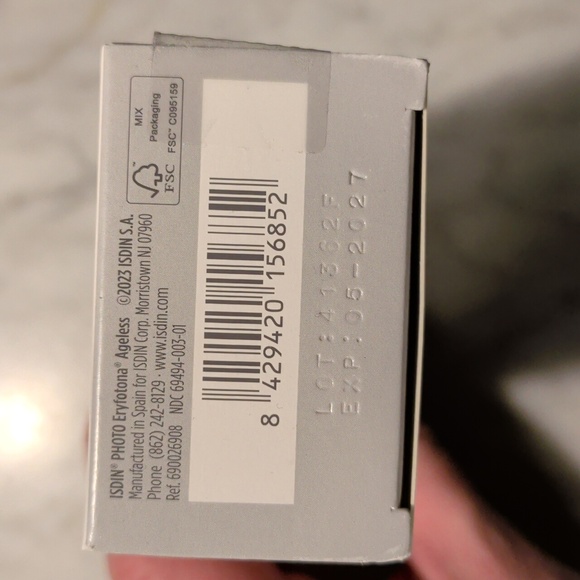 ISDIN® PHOTO Eryfotona® Ageless ©2023 ISDIN S.A.
Manufactured in Spain for ISDIN Corp. Morristown NJ 07960
Phone (862) 242-8129 · www.isdin.com
Ref. 690026908 NDC 69494-003-01
FSC
MIX
Packaging
FSC™ C095159
8 429420 156852
LOT:41362F
EXP:05-2027